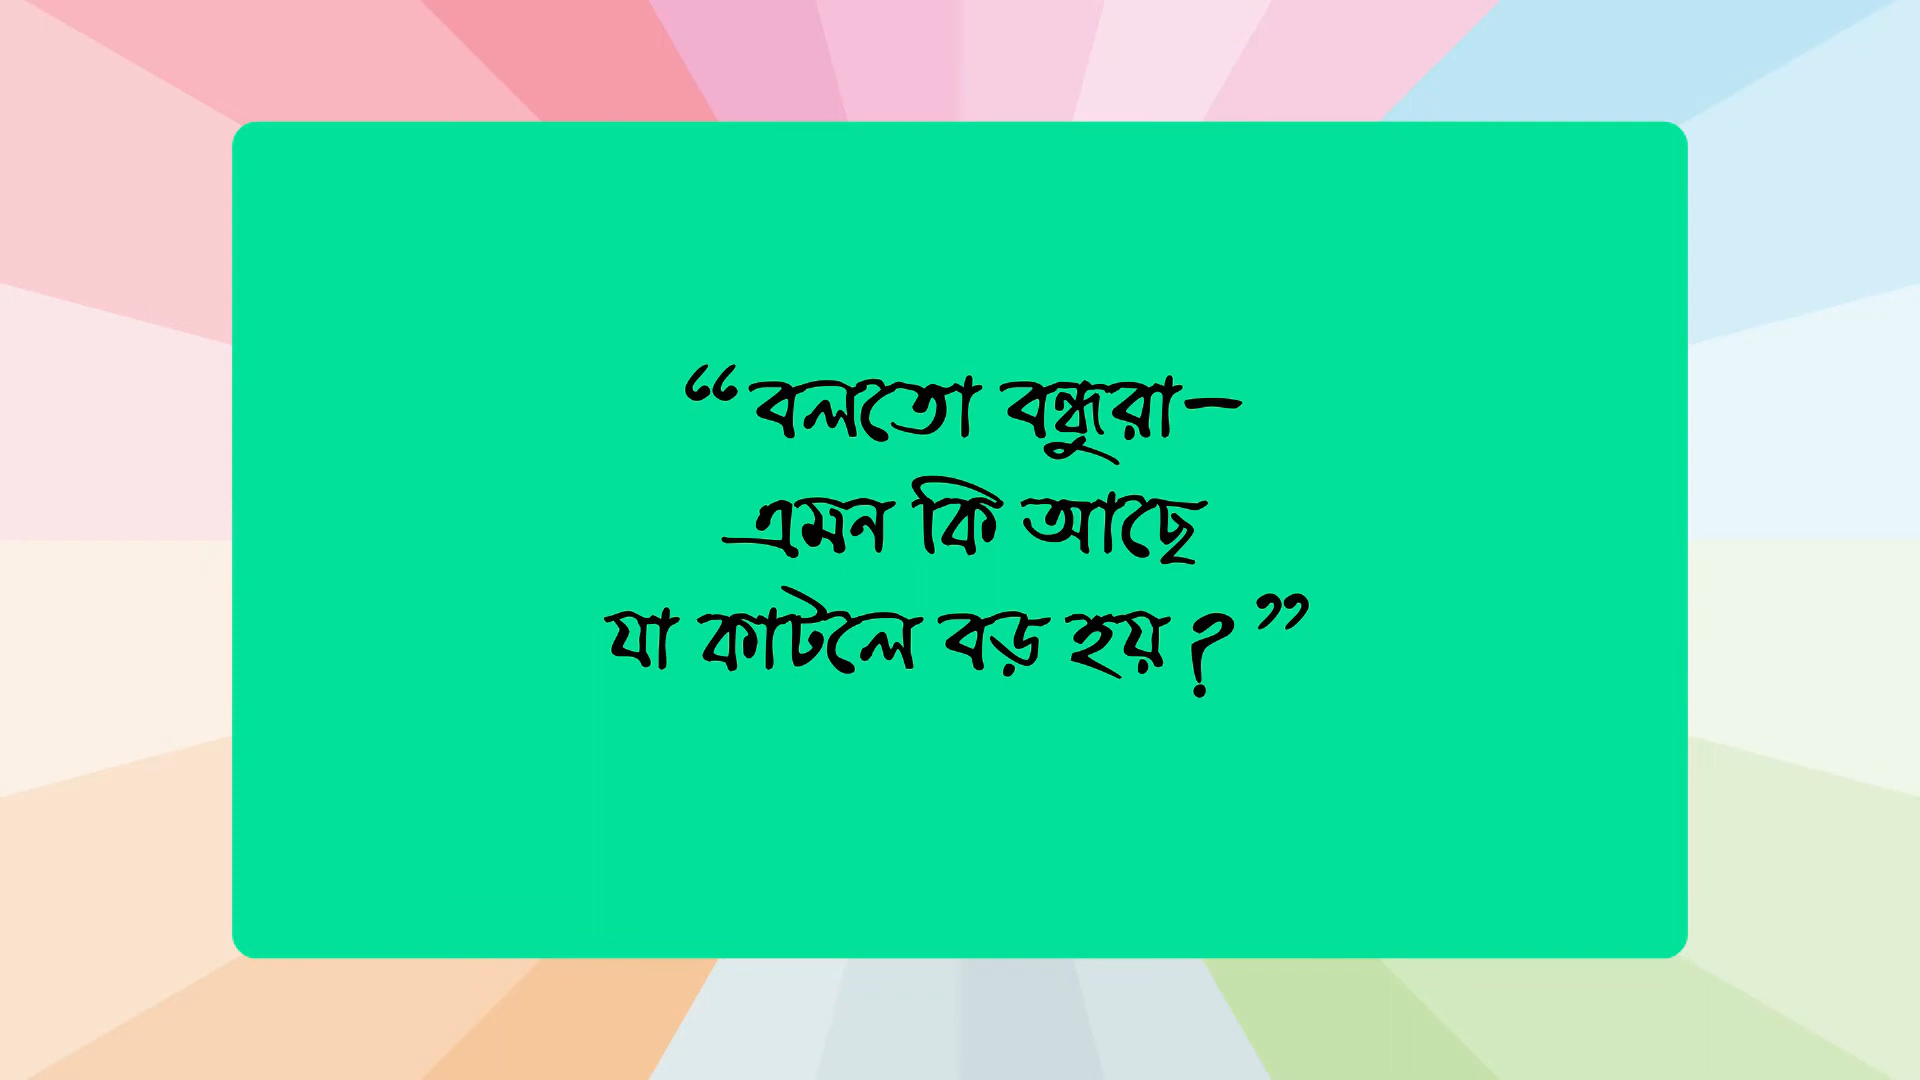 “বলতো বন্ধুরা–
এমন কি আছে
যা কাটলে বড় হয়?”